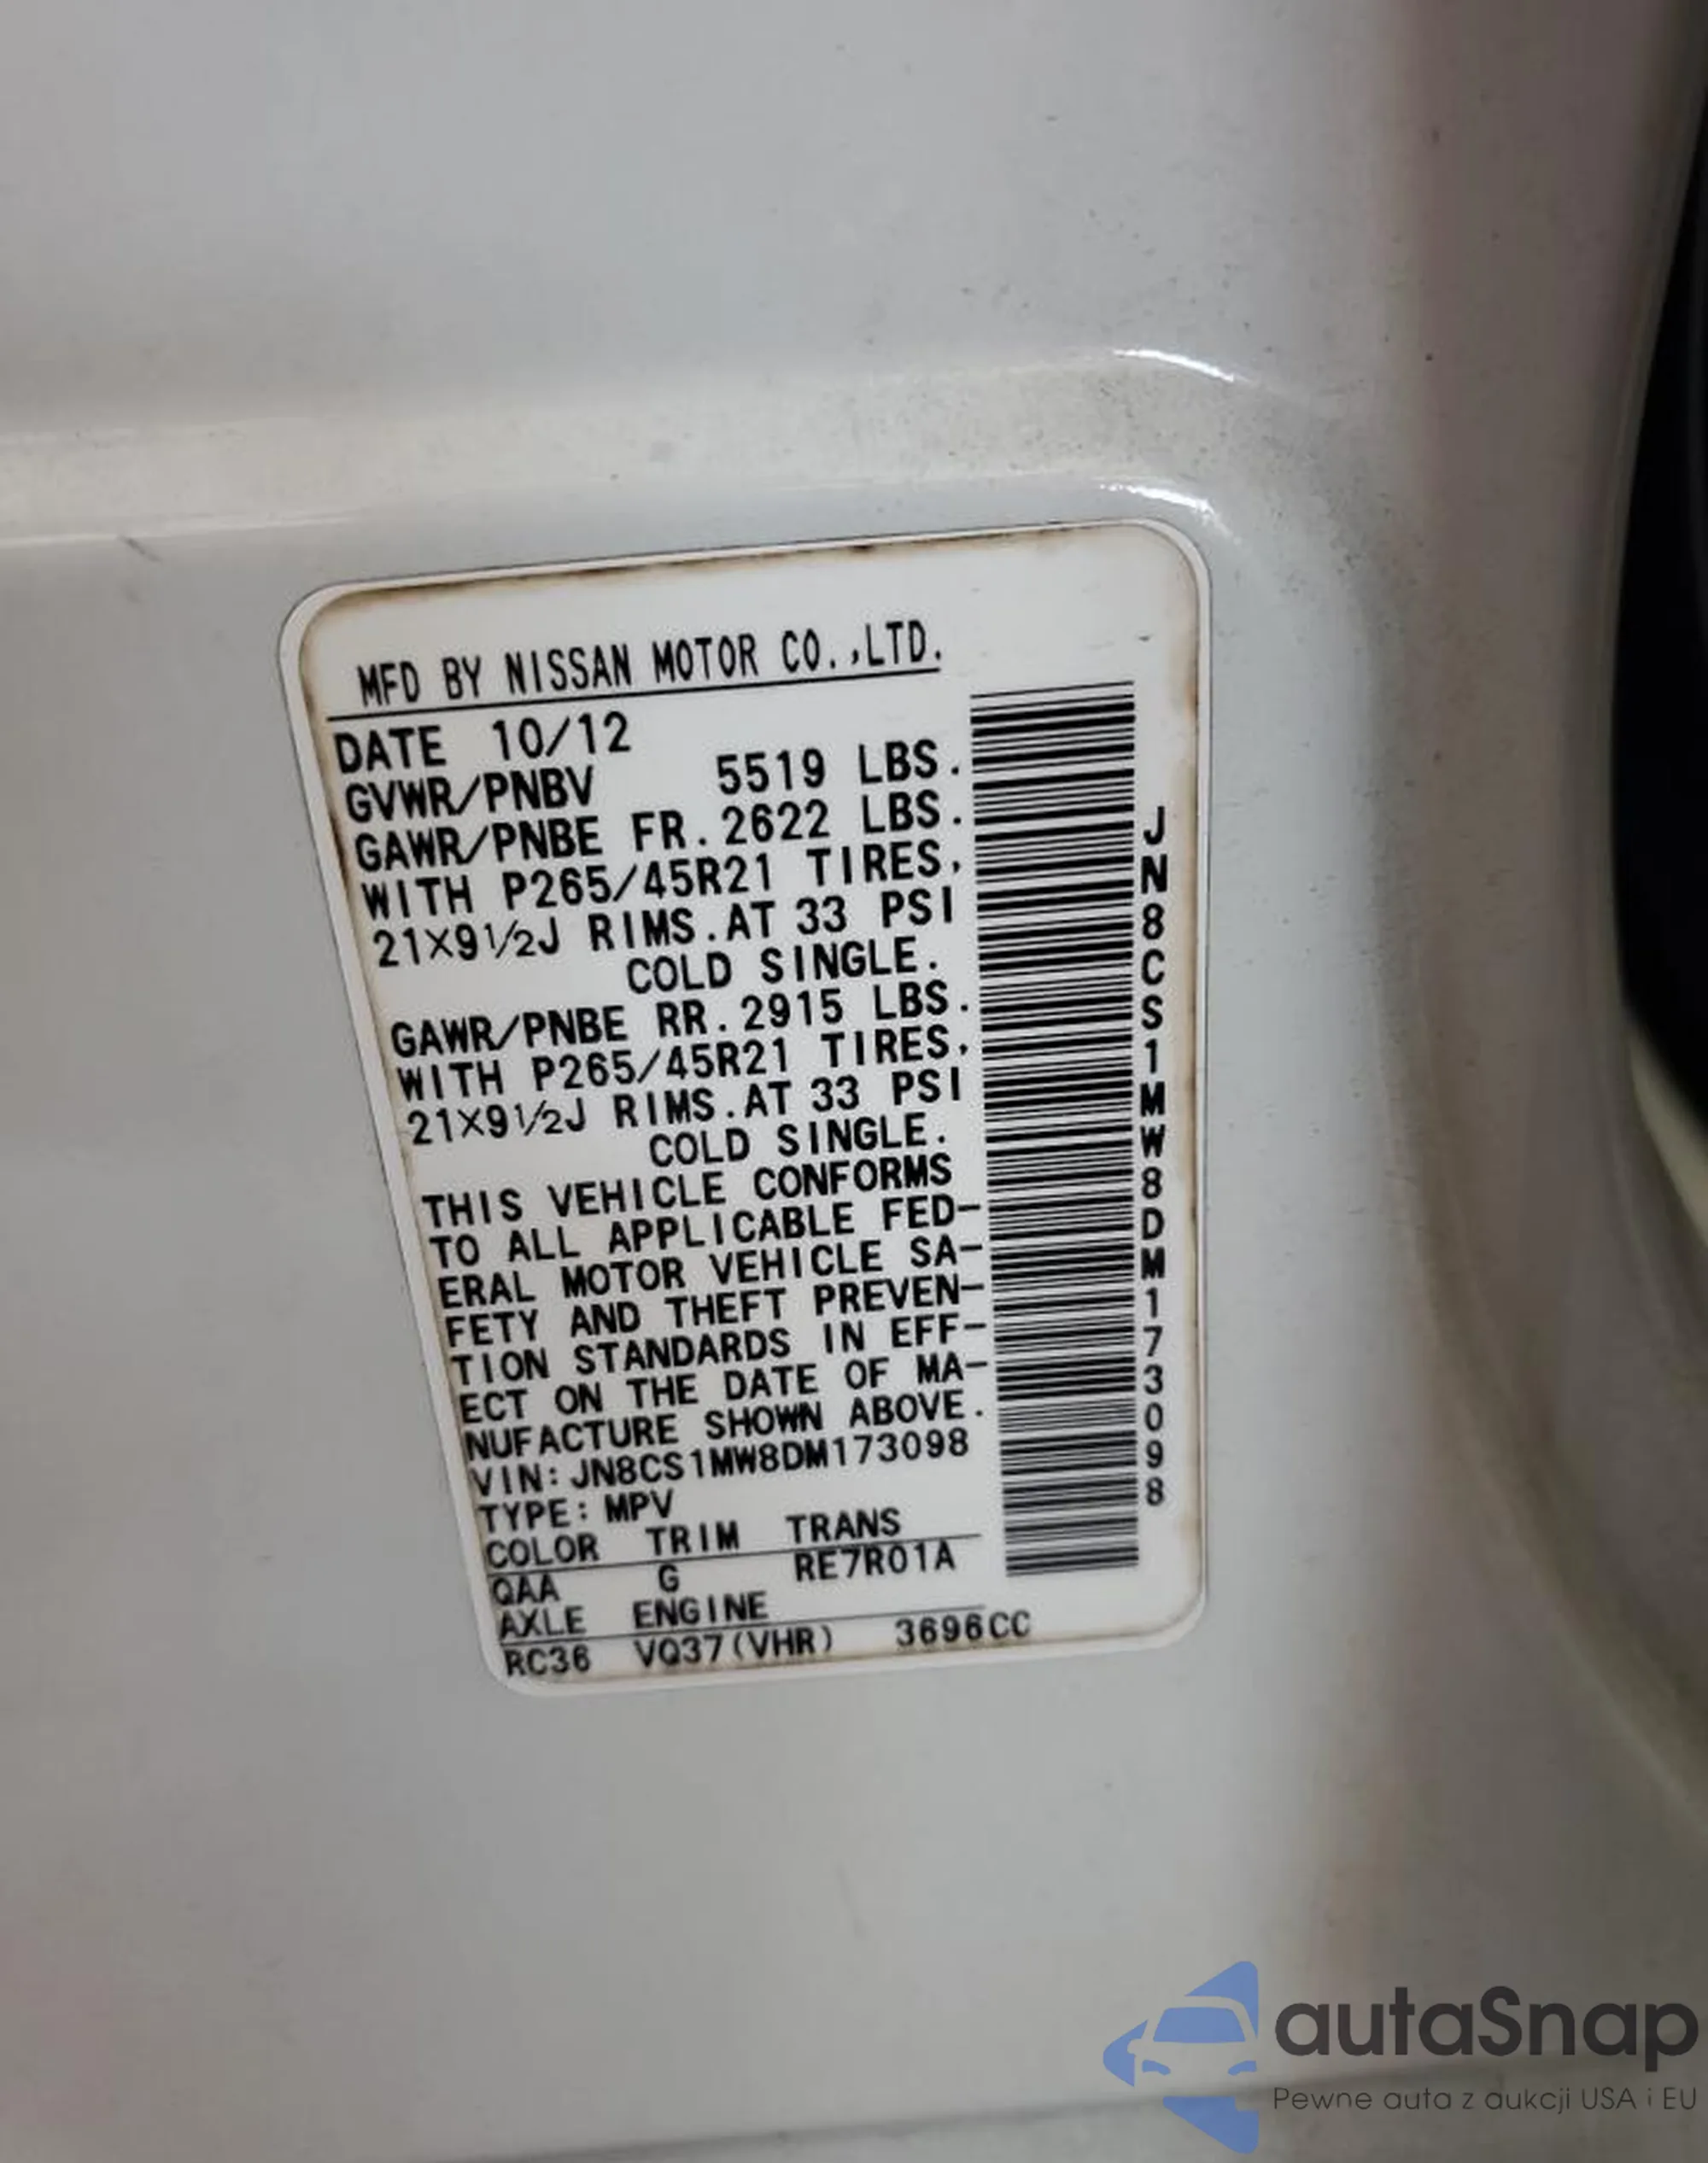 MFD BY NISSAN MOTOR CO.,LTD.
DATE 10/12
GVWR/PNBV 5519 LBS.
GAWR/PNBE FR.2622 LBS.
WITH P265/45R21 TIRES,
21X9½J RIMS.AT 33 PSI
COLD SINGLE.
GAWR/PNBE RR.2915 LBS.
WITH P265/45R21 TIRES,
21X9½J RIMS.AT 33 PSI
COLD SINGLE.
THIS VEHICLE CONFORMS
TO ALL APPLICABLE FED-
ERAL MOTOR VEHICLE SA-
FETY AND THEFT PREVEN-
TION STANDARDS IN EFF-
ECT ON THE DATE OF MA-
NUFACTURE SHOWN ABOVE.
VIN:JN8CS1MW8DM173098
TYPE:MPV
COLOR TRIM TRANS
QAA G RE7R01A
AXLE ENGINE
RC36 VQ37(VHR) 3696CC
JN8CS1MW8DM173098
autaSnap
Pewne auta z aukcji USA i EU